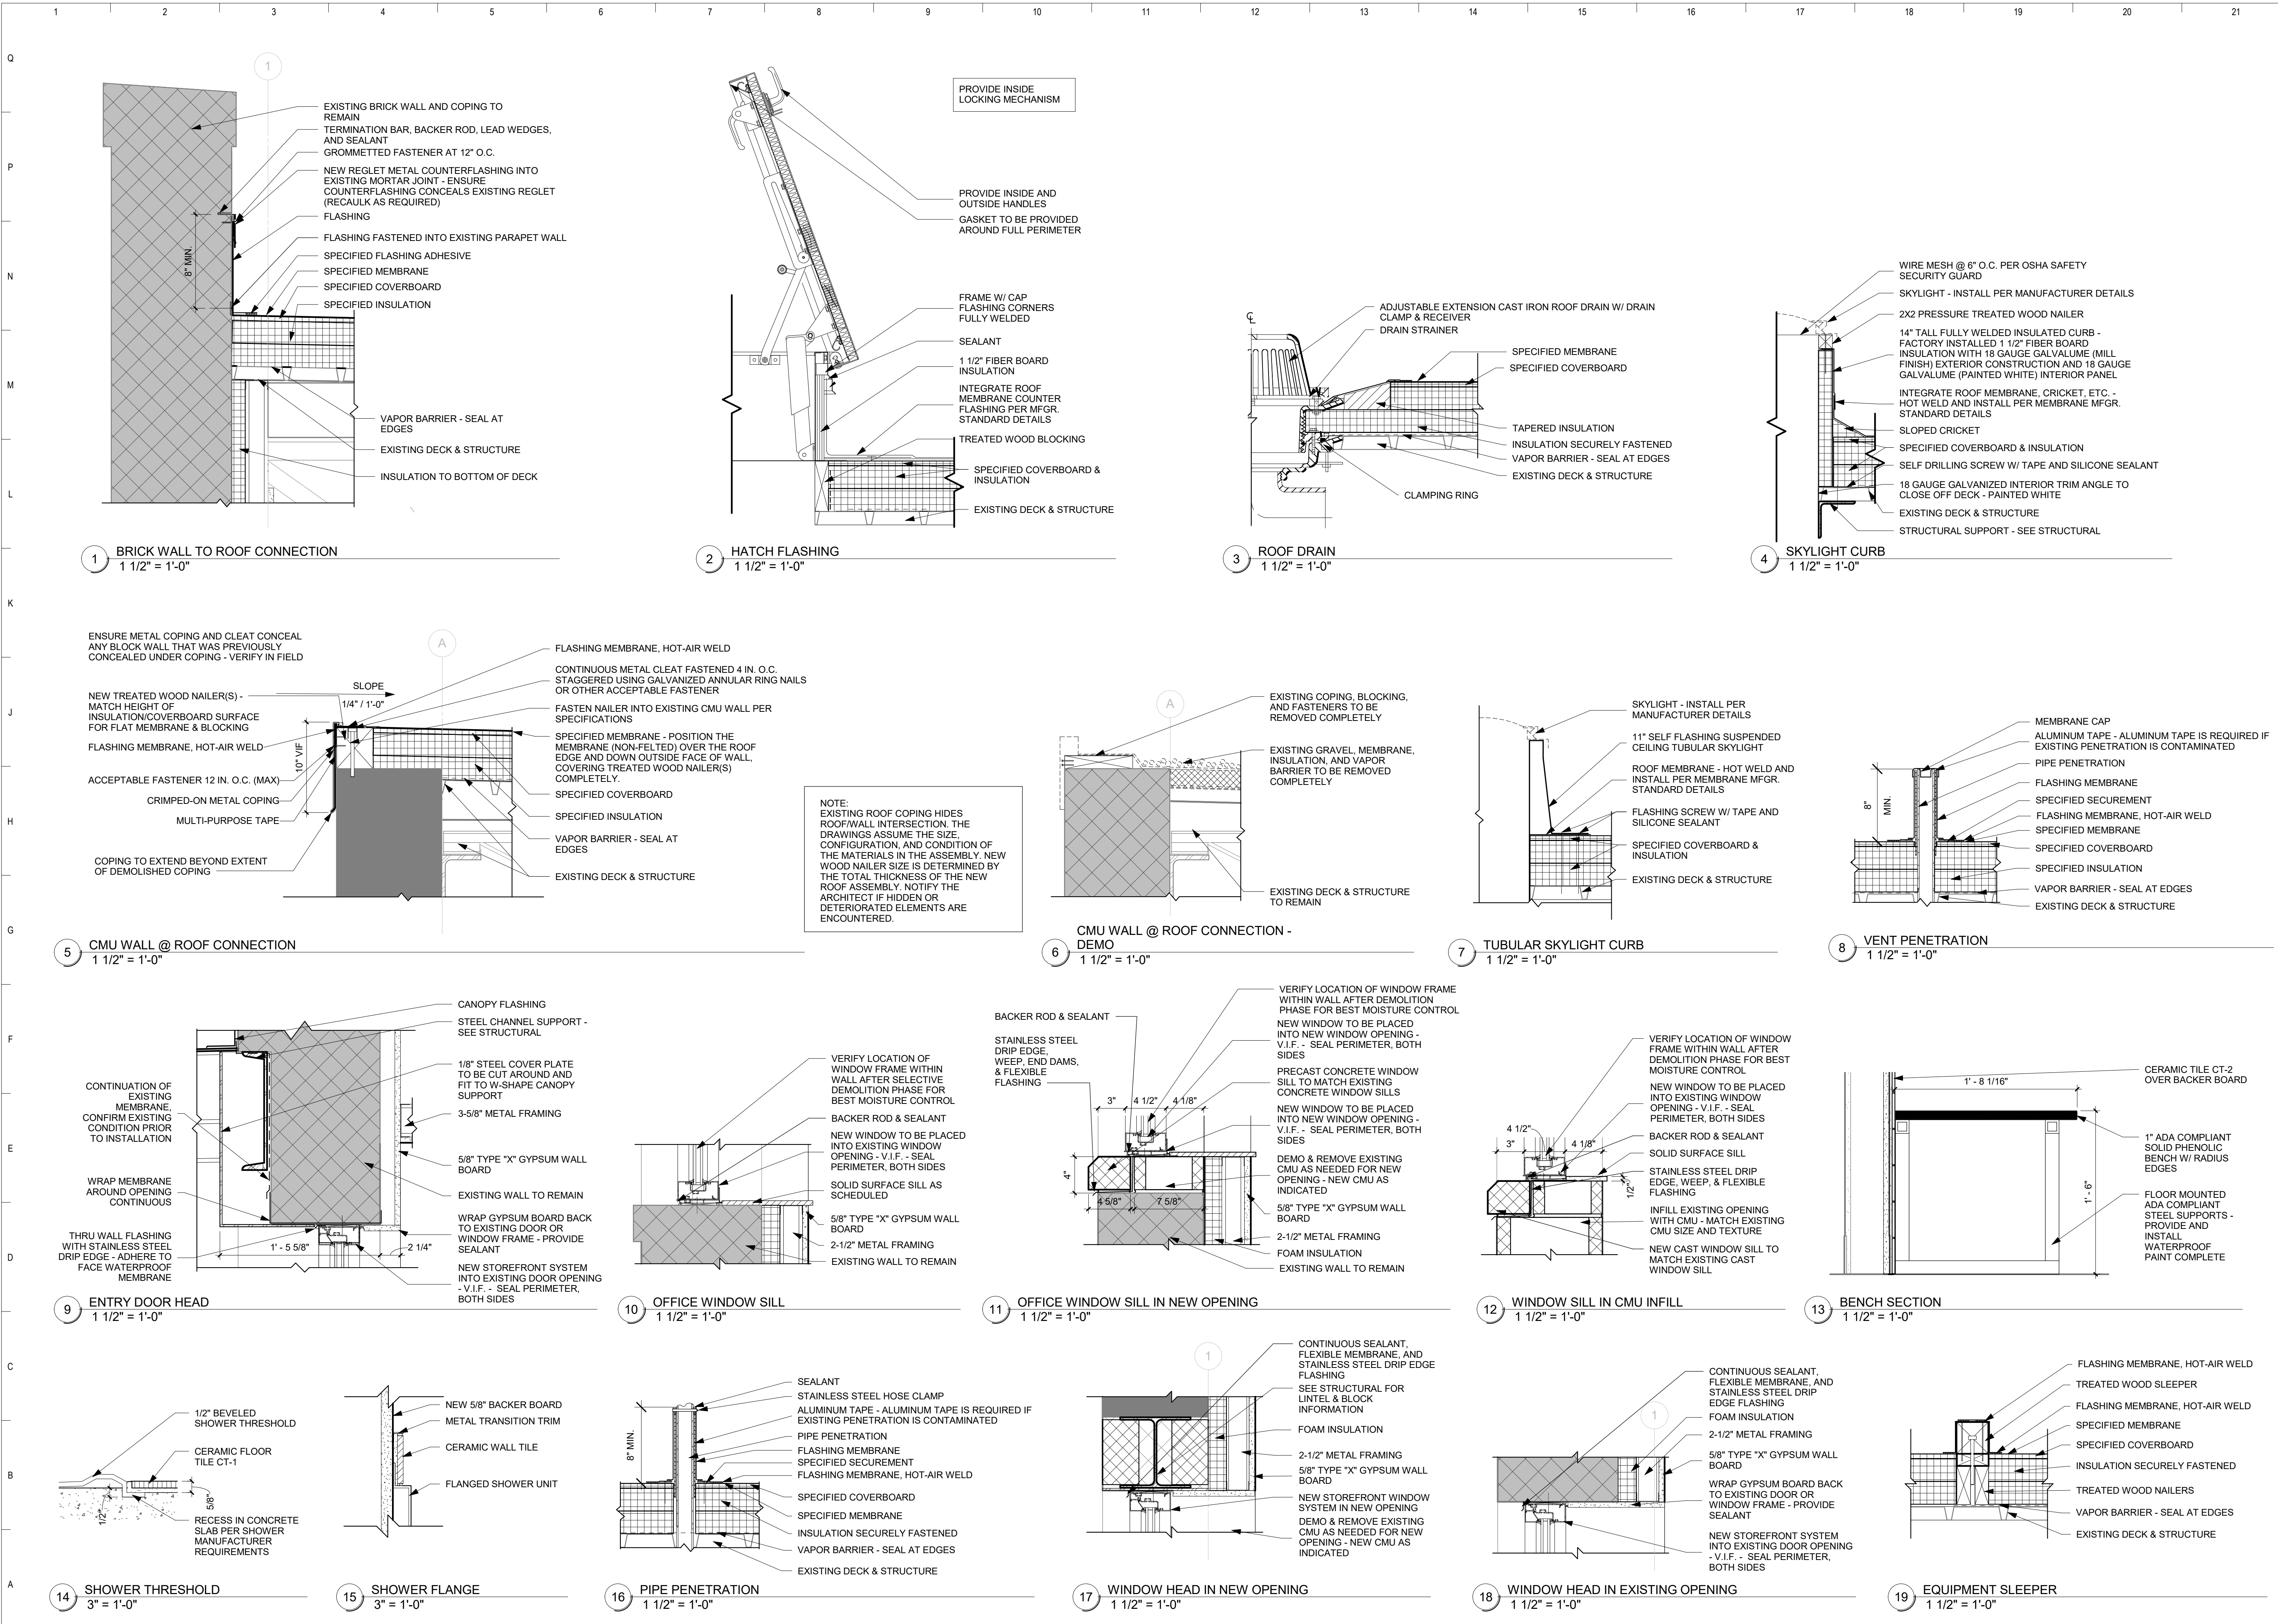 1 2 3 4 5 6 7 8 9 10 11 12 13 14 15 16 17 18 19 20 21
Q
P
N
M
L
K
J
H
G
F
E
D
C
B
A
1
EXISTING BRICK WALL AND COPING TO
REMAIN
TERMINATION BAR, BACKER ROD, LEAD WEDGES,
AND SEALANT
GROMMETTED FASTENER AT 12" O.C.
NEW REGLET METAL COUNTERFLASHING INTO
EXISTING MORTAR JOINT - ENSURE
COUNTERFLASHING CONCEALS EXISTING REGLET
(RECAULK AS REQUIRED)
FLASHING
FLASHING FASTENED INTO EXISTING PARAPET WALL
SPECIFIED FLASHING ADHESIVE
SPECIFIED MEMBRANE
SPECIFIED COVERBOARD
SPECIFIED INSULATION
8" MIN.
VAPOR BARRIER - SEAL AT
EDGES
EXISTING DECK & STRUCTURE
INSULATION TO BOTTOM OF DECK
1 BRICK WALL TO ROOF CONNECTION
1 1/2" = 1'-0"
PROVIDE INSIDE
LOCKING MECHANISM
PROVIDE INSIDE AND
OUTSIDE HANDLES
GASKET TO BE PROVIDED
AROUND FULL PERIMETER
FRAME W/ CAP
FLASHING CORNERS
FULLY WELDED
SEALANT
1 1/2" FIBER BOARD
INSULATION
INTEGRATE ROOF
MEMBRANE COUNTER
FLASHING PER MFGR.
STANDARD DETAILS
TREATED WOOD BLOCKING
SPECIFIED COVERBOARD &
INSULATION
EXISTING DECK & STRUCTURE
2 HATCH FLASHING
1 1/2" = 1'-0"
ADJUSTABLE EXTENSION CAST IRON ROOF DRAIN W/ DRAIN
CLAMP & RECEIVER
DRAIN STRAINER
SPECIFIED MEMBRANE
SPECIFIED COVERBOARD
TAPERED INSULATION
INSULATION SECURELY FASTENED
VAPOR BARRIER - SEAL AT EDGES
EXISTING DECK & STRUCTURE
CLAMPING RING
3 ROOF DRAIN
1 1/2" = 1'-0"
WIRE MESH @ 6" O.C. PER OSHA SAFETY
SECURITY GUARD
SKYLIGHT - INSTALL PER MANUFACTURER DETAILS
2X2 PRESSURE TREATED WOOD NAILER
14" TALL FULLY WELDED INSULATED CURB -
FACTORY INSTALLED 1 1/2" FIBER BOARD
INSULATION WITH 18 GAUGE GALVALUME (MILL
FINISH) EXTERIOR CONSTRUCTION AND 18 GAUGE
GALVALUME (PAINTED WHITE) INTERIOR PANEL
INTEGRATE ROOF MEMBRANE, CRICKET, ETC. -
HOT WELD AND INSTALL PER MEMBRANE MFGR.
STANDARD DETAILS
SLOPED CRICKET
SPECIFIED COVERBOARD & INSULATION
SELF DRILLING SCREW W/ TAPE AND SILICONE SEALANT
18 GAUGE GALVANIZED INTERIOR TRIM ANGLE TO
CLOSE OFF DECK - PAINTED WHITE
EXISTING DECK & STRUCTURE
STRUCTURAL SUPPORT - SEE STRUCTURAL
4 SKYLIGHT CURB
1 1/2" = 1'-0"
ENSURE METAL COPING AND CLEAT CONCEAL
ANY BLOCK WALL THAT WAS PREVIOUSLY
CONCEALED UNDER COPING - VERIFY IN FIELD
NEW TREATED WOOD NAILER(S) -
MATCH HEIGHT OF
INSULATION/COVERBOARD SURFACE
FOR FLAT MEMBRANE & BLOCKING
FLASHING MEMBRANE, HOT-AIR WELD
ACCEPTABLE FASTENER 12 IN. O.C. (MAX)
CRIMPED-ON METAL COPING
MULTI-PURPOSE TAPE
COPING TO EXTEND BEYOND EXTENT
OF DEMOLISHED COPING
A
SLOPE
1/4" / 1'-0"
10" VIF
FLASHING MEMBRANE, HOT-AIR WELD
CONTINUOUS METAL CLEAT FASTENED 4 IN. O.C.
STAGGERED USING GALVANIZED ANNULAR RING NAILS
OR OTHER ACCEPTABLE FASTENER
FASTEN NAILER INTO EXISTING CMU WALL PER
SPECIFICATIONS
SPECIFIED MEMBRANE - POSITION THE
MEMBRANE (NON-FELTED) OVER THE ROOF
EDGE AND DOWN OUTSIDE FACE OF WALL,
COVERING TREATED WOOD NAILER(S)
COMPLETELY.
SPECIFIED COVERBOARD
SPECIFIED INSULATION
VAPOR BARRIER - SEAL AT
EDGES
EXISTING DECK & STRUCTURE
5 CMU WALL @ ROOF CONNECTION
1 1/2" = 1'-0"
NOTE:
EXISTING ROOF COPING HIDES
ROOF/WALL INTERSECTION. THE
DRAWINGS ASSUME THE SIZE,
CONFIGURATION, AND CONDITION OF
THE MATERIALS IN THE ASSEMBLY. NEW
WOOD NAILER SIZE IS DETERMINED BY
THE TOTAL THICKNESS OF THE NEW
ROOF ASSEMBLY. NOTIFY THE
ARCHITECT IF HIDDEN OR
DETERIORATED ELEMENTS ARE
ENCOUNTERED.
A
EXISTING COPING, BLOCKING,
AND FASTENERS TO BE
REMOVED COMPLETELY
EXISTING GRAVEL, MEMBRANE,
INSULATION, AND VAPOR
BARRIER TO BE REMOVED
COMPLETELY
EXISTING DECK & STRUCTURE
TO REMAIN
6 CMU WALL @ ROOF CONNECTION -
DEMO
1 1/2" = 1'-0"
SKYLIGHT - INSTALL PER
MANUFACTURER DETAILS
11" SELF FLASHING SUSPENDED
CEILING TUBULAR SKYLIGHT
ROOF MEMBRANE - HOT WELD AND
INSTALL PER MEMBRANE MFGR.
STANDARD DETAILS
FLASHING SCREW W/ TAPE AND
SILICONE SEALANT
SPECIFIED COVERBOARD &
INSULATION
EXISTING DECK & STRUCTURE
7 TUBULAR SKYLIGHT CURB
1 1/2" = 1'-0"
8"
MIN.
MEMBRANE CAP
ALUMINUM TAPE - ALUMINUM TAPE IS REQUIRED IF
EXISTING PENETRATION IS CONTAMINATED
PIPE PENETRATION
FLASHING MEMBRANE
SPECIFIED SECUREMENT
FLASHING MEMBRANE, HOT-AIR WELD
SPECIFIED MEMBRANE
SPECIFIED COVERBOARD
SPECIFIED INSULATION
VAPOR BARRIER - SEAL AT EDGES
EXISTING DECK & STRUCTURE
8 VENT PENETRATION
1 1/2" = 1'-0"
CONTINUATION OF
EXISTING
MEMBRANE,
CONFIRM EXISTING
CONDITION PRIOR
TO INSTALLATION
WRAP MEMBRANE
AROUND OPENING
CONTINUOUS
THRU WALL FLASHING
WITH STAINLESS STEEL
DRIP EDGE - ADHERE TO
FACE WATERPROOF
MEMBRANE
1' - 5 5/8"
2 1/4"
CANOPY FLASHING
STEEL CHANNEL SUPPORT -
SEE STRUCTURAL
1/8" STEEL COVER PLATE
TO BE CUT AROUND AND
FIT TO W-SHAPE CANOPY
SUPPORT
3-5/8" METAL FRAMING
5/8" TYPE "X" GYPSUM WALL
BOARD
EXISTING WALL TO REMAIN
WRAP GYPSUM BOARD BACK
TO EXISTING DOOR OR
WINDOW FRAME - PROVIDE
SEALANT
NEW STOREFRONT SYSTEM
INTO EXISTING DOOR OPENING
- V.I.F. - SEAL PERIMETER,
BOTH SIDES
9 ENTRY DOOR HEAD
1 1/2" = 1'-0"
VERIFY LOCATION OF
WINDOW FRAME WITHIN
WALL AFTER SELECTIVE
DEMOLITION PHASE FOR
BEST MOISTURE CONTROL
BACKER ROD & SEALANT
NEW WINDOW TO BE PLACED
INTO EXISTING WINDOW
OPENING - V.I.F. - SEAL
PERIMETER, BOTH SIDES
SOLID SURFACE SILL AS
SCHEDULED
5/8" TYPE "X" GYPSUM WALL
BOARD
2-1/2" METAL FRAMING
EXISTING WALL TO REMAIN
10 OFFICE WINDOW SILL
1 1/2" = 1'-0"
BACKER ROD & SEALANT
STAINLESS STEEL
DRIP EDGE,
WEEP, END DAMS,
& FLEXIBLE
FLASHING
3" 4 1/2" 4 1/8"
4"
4 5/8" 7 5/8"
VERIFY LOCATION OF WINDOW FRAME
WITHIN WALL AFTER DEMOLITION
PHASE FOR BEST MOISTURE CONTROL
NEW WINDOW TO BE PLACED
INTO NEW WINDOW OPENING -
V.I.F. - SEAL PERIMETER, BOTH
SIDES
PRECAST CONCRETE WINDOW
SILL TO MATCH EXISTING
CONCRETE WINDOW SILLS
NEW WINDOW TO BE PLACED
INTO NEW WINDOW OPENING -
V.I.F. - SEAL PERIMETER, BOTH
SIDES
DEMO & REMOVE EXISTING
CMU AS NEEDED FOR NEW
OPENING - NEW CMU AS
INDICATED
5/8" TYPE "X" GYPSUM WALL
BOARD
2-1/2" METAL FRAMING
FOAM INSULATION
EXISTING WALL TO REMAIN
11 OFFICE WINDOW SILL IN NEW OPENING
1 1/2" = 1'-0"
4 1/2"
3" 4 1/8"
1/2"
VERIFY LOCATION OF WINDOW
FRAME WITHIN WALL AFTER
DEMOLITION PHASE FOR BEST
MOISTURE CONTROL
NEW WINDOW TO BE PLACED
INTO EXISTING WINDOW
OPENING - V.I.F. - SEAL
PERIMETER, BOTH SIDES
BACKER ROD & SEALANT
SOLID SURFACE SILL
STAINLESS STEEL DRIP
EDGE, WEEP, & FLEXIBLE
FLASHING
INFILL EXISTING OPENING
WITH CMU - MATCH EXISTING
CMU SIZE AND TEXTURE
NEW CAST WINDOW SILL TO
MATCH EXISTING CAST
WINDOW SILL
12 WINDOW SILL IN CMU INFILL
1 1/2" = 1'-0"
1' - 8 1/16"
1' - 6"
CERAMIC TILE CT-2
OVER BACKER BOARD
1" ADA COMPLIANT
SOLID PHENOLIC
BENCH W/ RADIUS
EDGES
FLOOR MOUNTED
ADA COMPLIANT
STEEL SUPPORTS -
PROVIDE AND
INSTALL
WATERPROOF
PAINT COMPLETE
13 BENCH SECTION
1 1/2" = 1'-0"
1/2" BEVELED
SHOWER THRESHOLD
CERAMIC FLOOR
TILE CT-1
5/8"
1/2"
RECESS IN CONCRETE
SLAB PER SHOWER
MANUFACTURER
REQUIREMENTS
14 SHOWER THRESHOLD
3" = 1'-0"
NEW 5/8" BACKER BOARD
METAL TRANSITION TRIM
CERAMIC WALL TILE
FLANGED SHOWER UNIT
15 SHOWER FLANGE
3" = 1'-0"
8" MIN.
SEALANT
STAINLESS STEEL HOSE CLAMP
ALUMINUM TAPE - ALUMINUM TAPE IS REQUIRED IF
EXISTING PENETRATION IS CONTAMINATED
PIPE PENETRATION
FLASHING MEMBRANE
SPECIFIED SECUREMENT
FLASHING MEMBRANE, HOT-AIR WELD
SPECIFIED COVERBOARD
SPECIFIED MEMBRANE
INSULATION SECURELY FASTENED
VAPOR BARRIER - SEAL AT EDGES
EXISTING DECK & STRUCTURE
16 PIPE PENETRATION
1 1/2" = 1'-0"
1
CONTINUOUS SEALANT,
FLEXIBLE MEMBRANE, AND
STAINLESS STEEL DRIP EDGE
FLASHING
SEE STRUCTURAL FOR
LINTEL & BLOCK
INFORMATION
FOAM INSULATION
2-1/2" METAL FRAMING
5/8" TYPE "X" GYPSUM WALL
BOARD
NEW STOREFRONT WINDOW
SYSTEM IN NEW OPENING
DEMO & REMOVE EXISTING
CMU AS NEEDED FOR NEW
OPENING - NEW CMU AS
INDICATED
17 WINDOW HEAD IN NEW OPENING
1 1/2" = 1'-0"
1
CONTINUOUS SEALANT,
FLEXIBLE MEMBRANE, AND
STAINLESS STEEL DRIP
EDGE FLASHING
FOAM INSULATION
2-1/2" METAL FRAMING
5/8" TYPE "X" GYPSUM WALL
BOARD
WRAP GYPSUM BOARD BACK
TO EXISTING DOOR OR
WINDOW FRAME - PROVIDE
SEALANT
NEW STOREFRONT SYSTEM
INTO EXISTING DOOR OPENING
- V.I.F. - SEAL PERIMETER,
BOTH SIDES
18 WINDOW HEAD IN EXISTING OPENING
1 1/2" = 1'-0"
FLASHING MEMBRANE, HOT-AIR WELD
TREATED WOOD SLEEPER
FLASHING MEMBRANE, HOT-AIR WELD
SPECIFIED MEMBRANE
SPECIFIED COVERBOARD
INSULATION SECURELY FASTENED
TREATED WOOD NAILERS
VAPOR BARRIER - SEAL AT EDGES
EXISTING DECK & STRUCTURE
19 EQUIPMENT SLEEPER
1 1/2" = 1'-0"